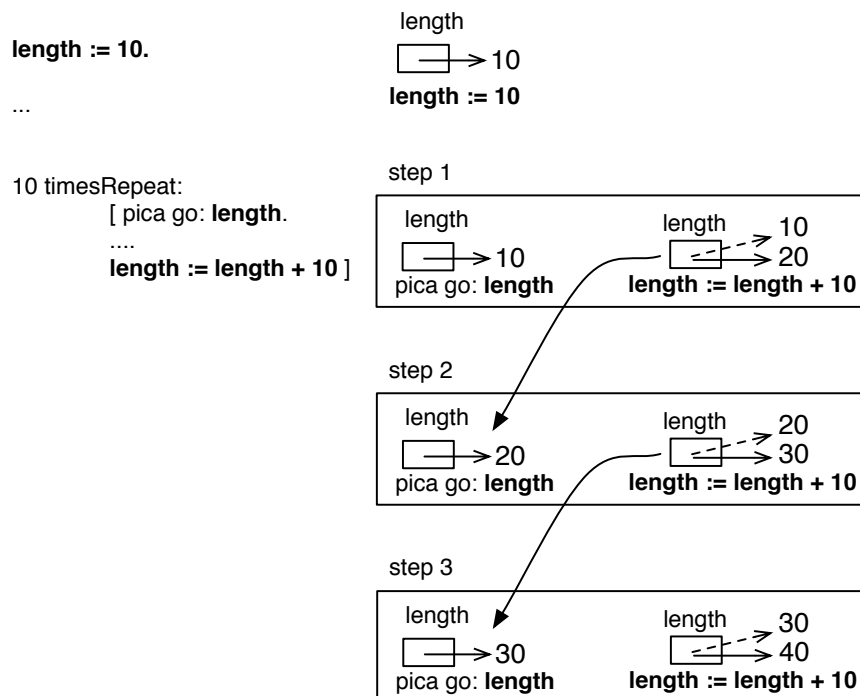 length := 10.
...
10 timesRepeat:
[ pica go: length.
....
length := length + 10 ]
length
10
length := 10
step 1
length
10
pica go: length
length
10
20
length := length + 10
step 2
length
20
pica go: length
length
20
30
length := length + 10
step 3
length
30
pica go: length
length
30
40
length := length + 10